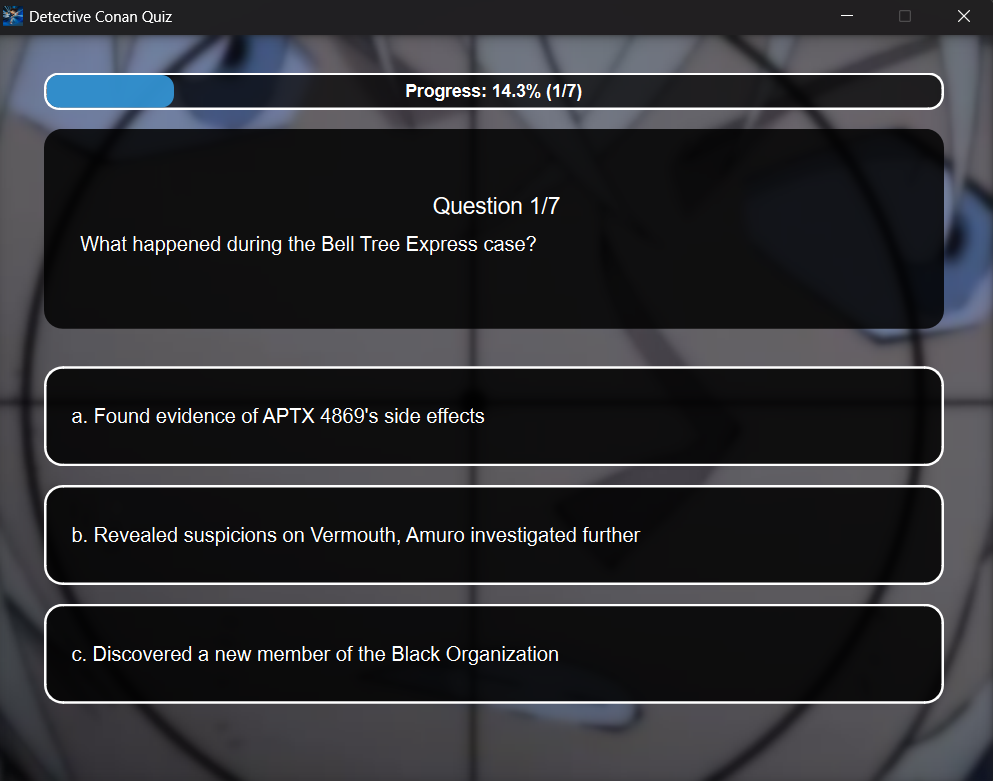 Detective Conan Quiz
Progress: 14.3% (1/7)
Question 1/7
What happened during the Bell Tree Express case?
a. Found evidence of APTX 4869's side effects
b. Revealed suspicions on Vermouth, Amuro investigated further
c. Discovered a new member of the Black Organization